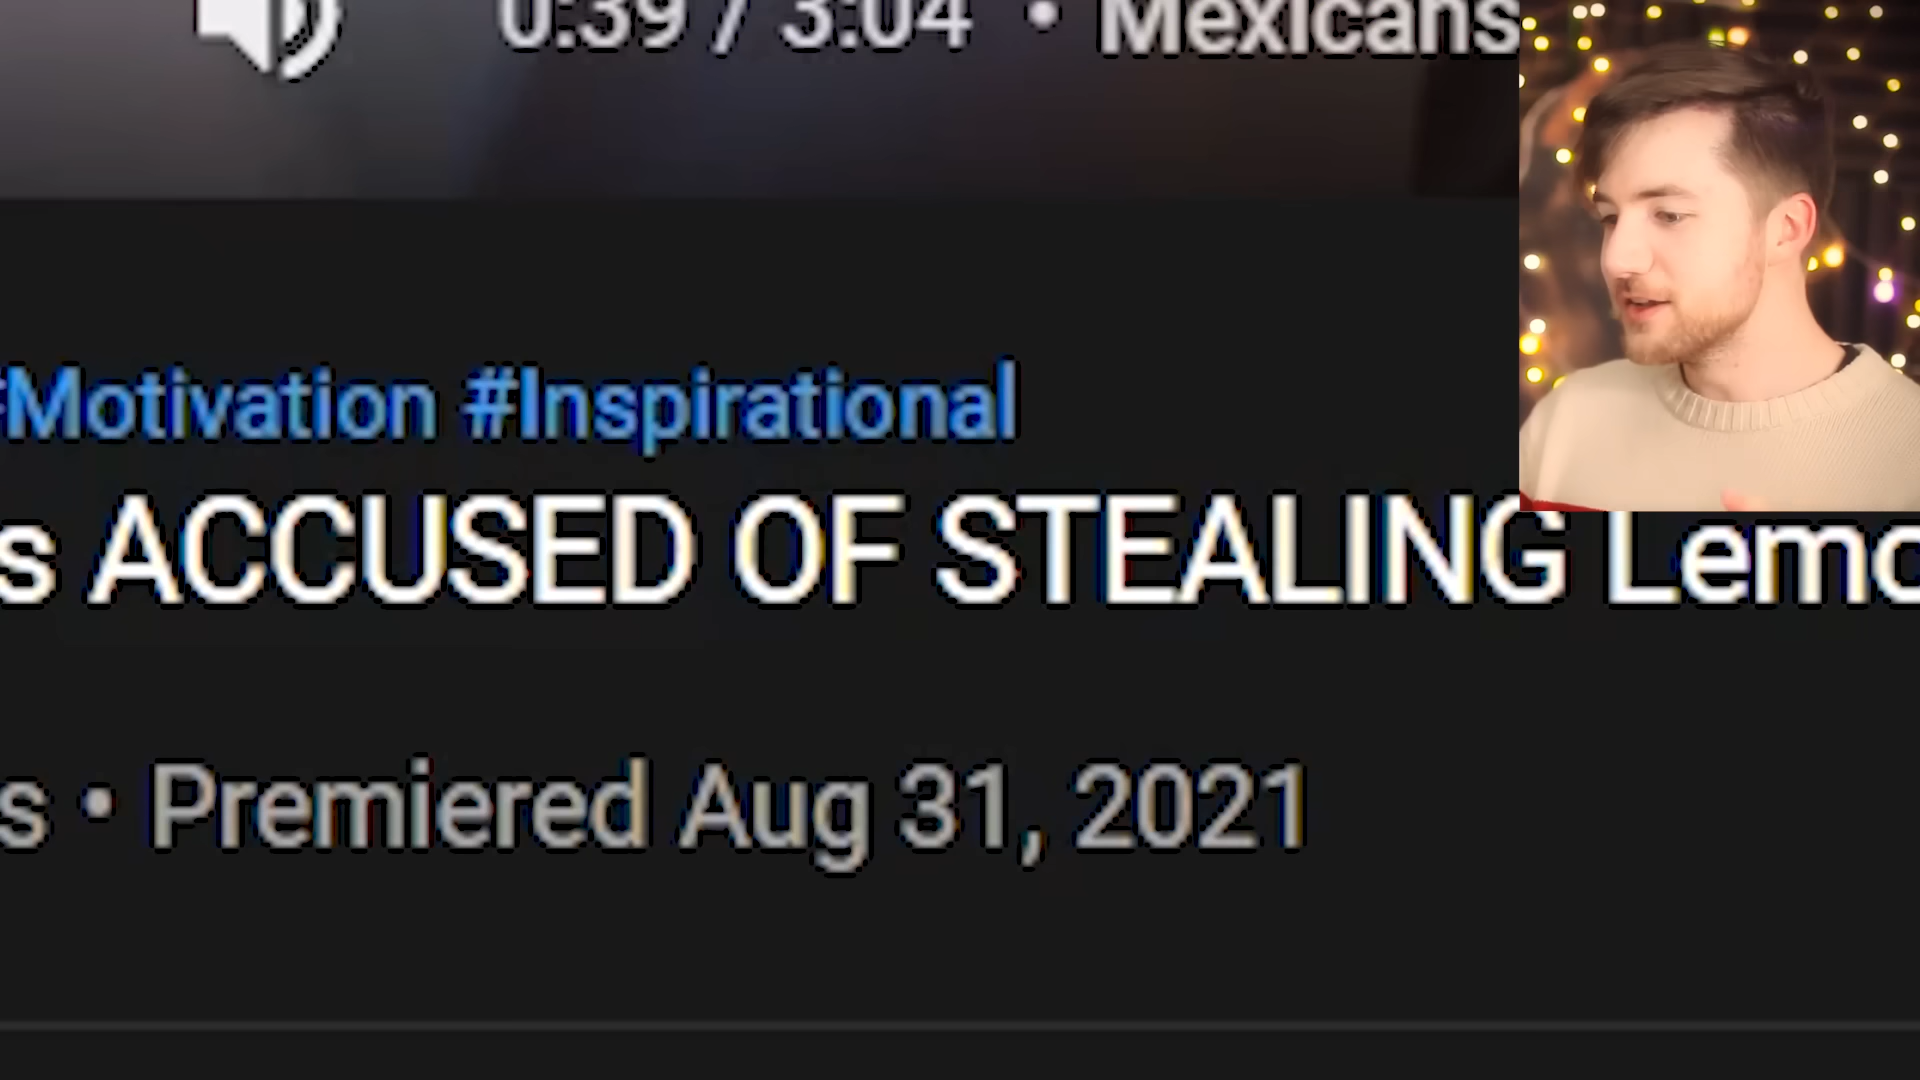 0:39 / 3:04 • Mexicans
#Motivation #Inspirational
s ACCUSED OF STEALING Lemo
s • Premiered Aug 31, 2021